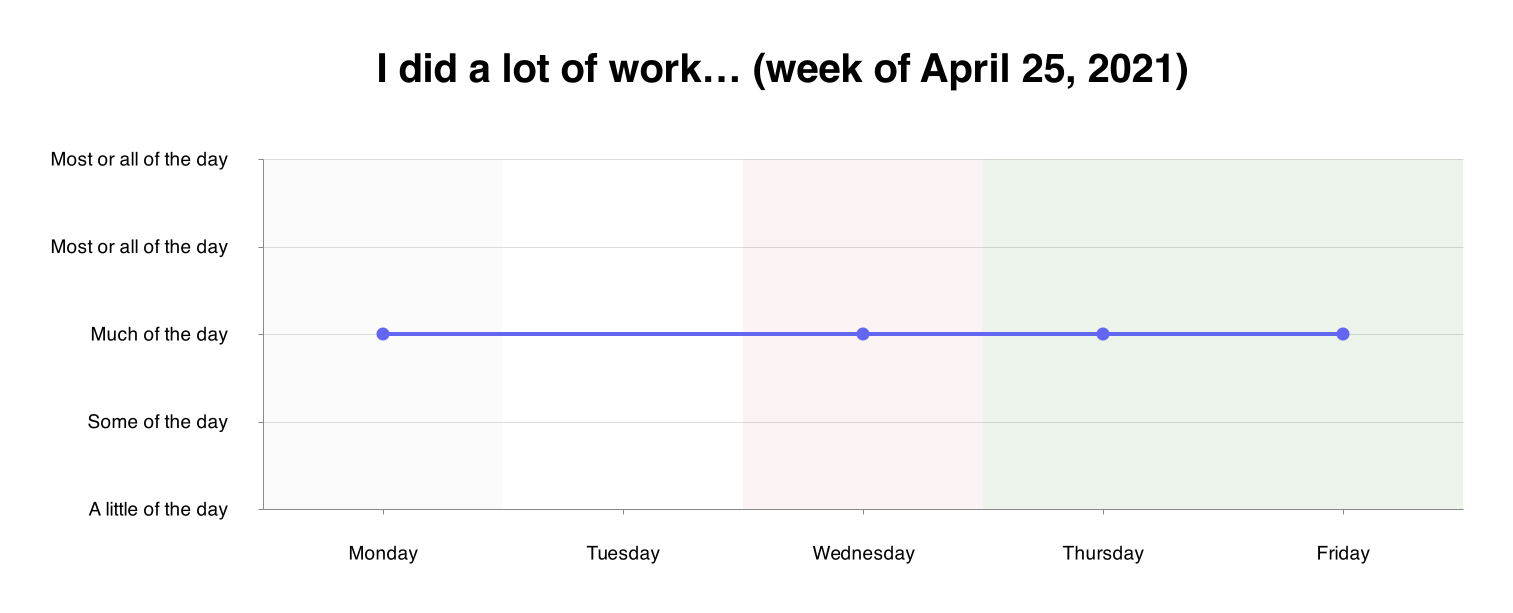 I did a lot of work… (week of April 25, 2021)
Most or all of the day
Most or all of the day
Much of the day
Some of the day
A little of the day
Monday Tuesday Wednesday Thursday Friday